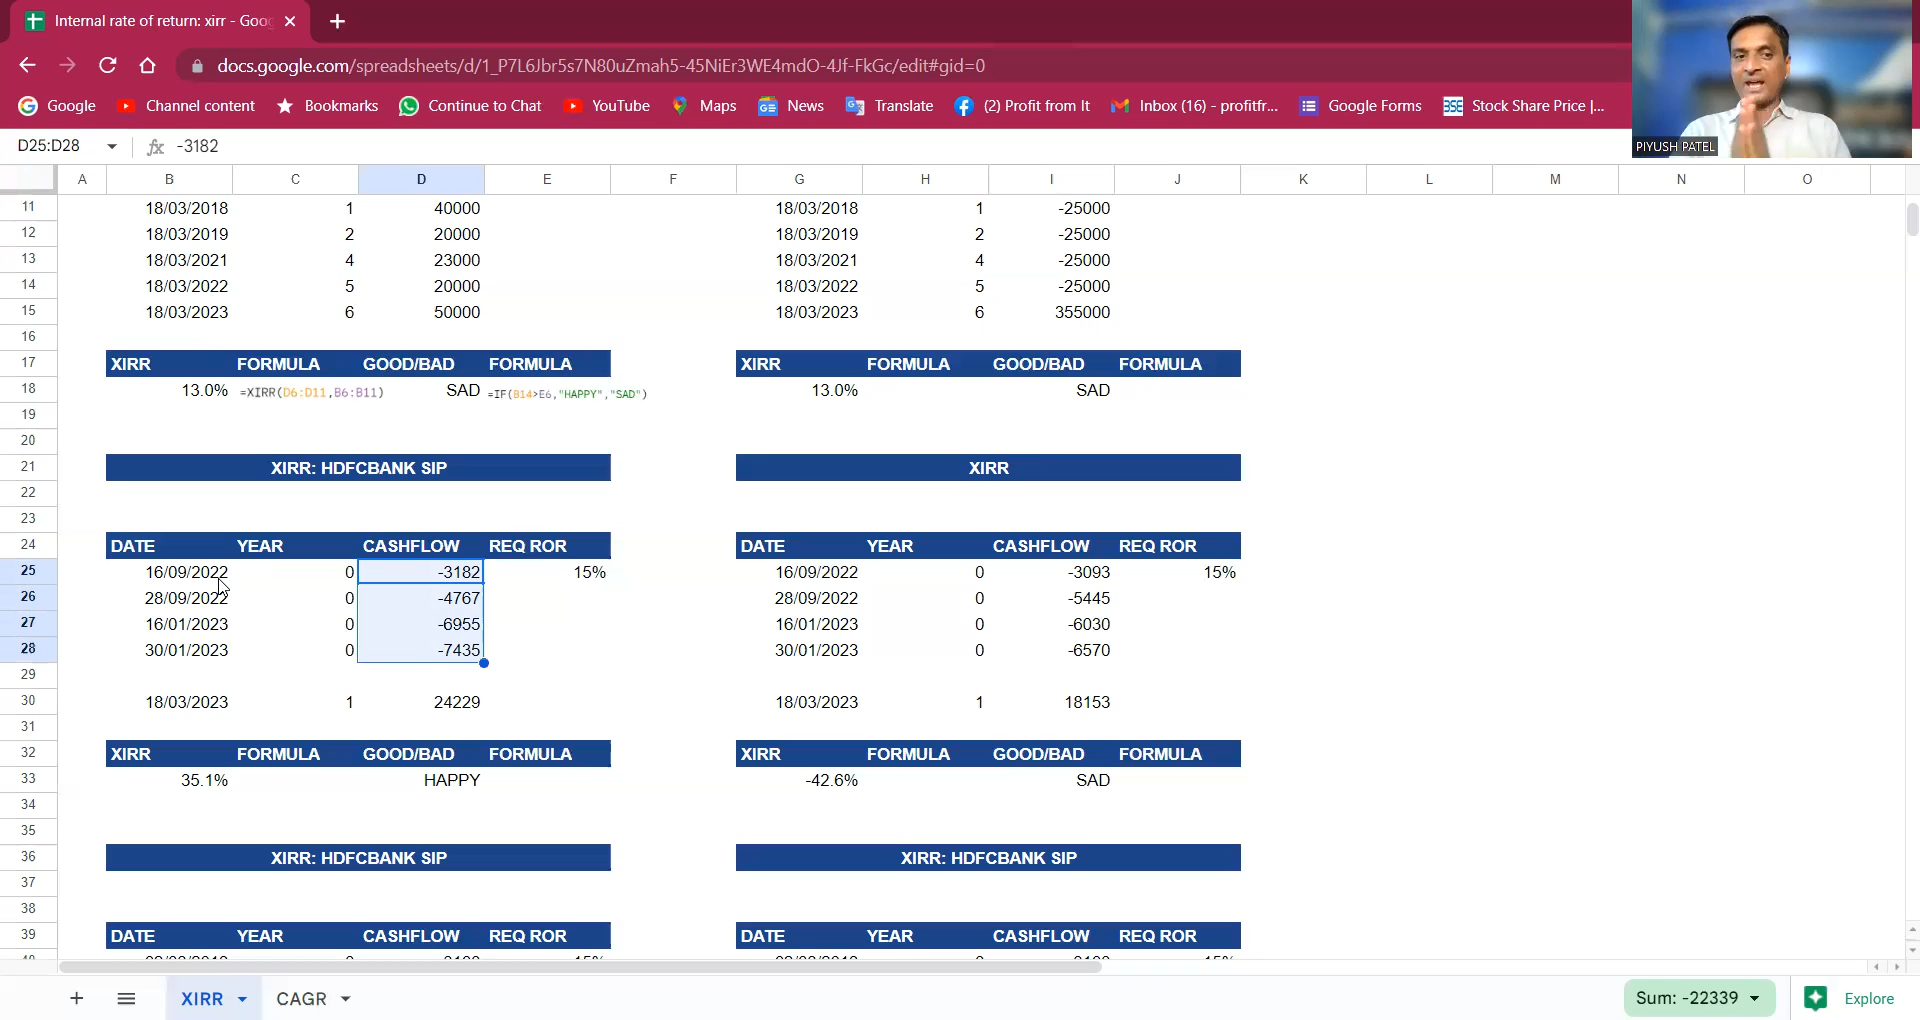 Internal rate of return: xirr - Goo
docs.google.com/spreadsheets/d/1_P7L6Jbr5s7N80uZmah5-45NiEr3WE4mdO-4Jf-FkGc/edit#gid=0
Google Channel content Bookmarks Continue to Chat YouTube Maps News Translate (2) Profit from It Inbox (16) - profitfr... Google Forms Stock Share Price |...
PIYUSH PATEL
D25:D28 fx -3182
A B C D E F G H I J K L M N O
11 18/03/2018 1 40000 18/03/2018 1 -25000
12 18/03/2019 2 20000 18/03/2019 2 -25000
13 18/03/2021 4 23000 18/03/2021 4 -25000
14 18/03/2022 5 20000 18/03/2022 5 -25000
15 18/03/2023 6 50000 18/03/2023 6 355000
16
17 XIRR FORMULA GOOD/BAD FORMULA XIRR FORMULA GOOD/BAD FORMULA
18 13.0% =XIRR(D6:D11,B6:B11) SAD =IF(B14>E6,"HAPPY","SAD") 13.0% SAD
19
20
21 XIRR: HDFCBANK SIP XIRR
22
23
24 DATE YEAR CASHFLOW REQ ROR DATE YEAR CASHFLOW REQ ROR
25 16/09/2022 0 -3182 15% 16/09/2022 0 -3093 15%
26 28/09/2022 0 -4767 28/09/2022 0 -5445
27 16/01/2023 0 -6955 16/01/2023 0 -6030
28 30/01/2023 0 -7435 30/01/2023 0 -6570
29
30 18/03/2023 1 24229 18/03/2023 1 18153
31
32 XIRR FORMULA GOOD/BAD FORMULA XIRR FORMULA GOOD/BAD FORMULA
33 35.1% HAPPY -42.6% SAD
34
35
36 XIRR: HDFCBANK SIP XIRR: HDFCBANK SIP
37
38
39 DATE YEAR CASHFLOW REQ ROR DATE YEAR CASHFLOW REQ ROR
XIRR CAGR Sum: -22339 Explore